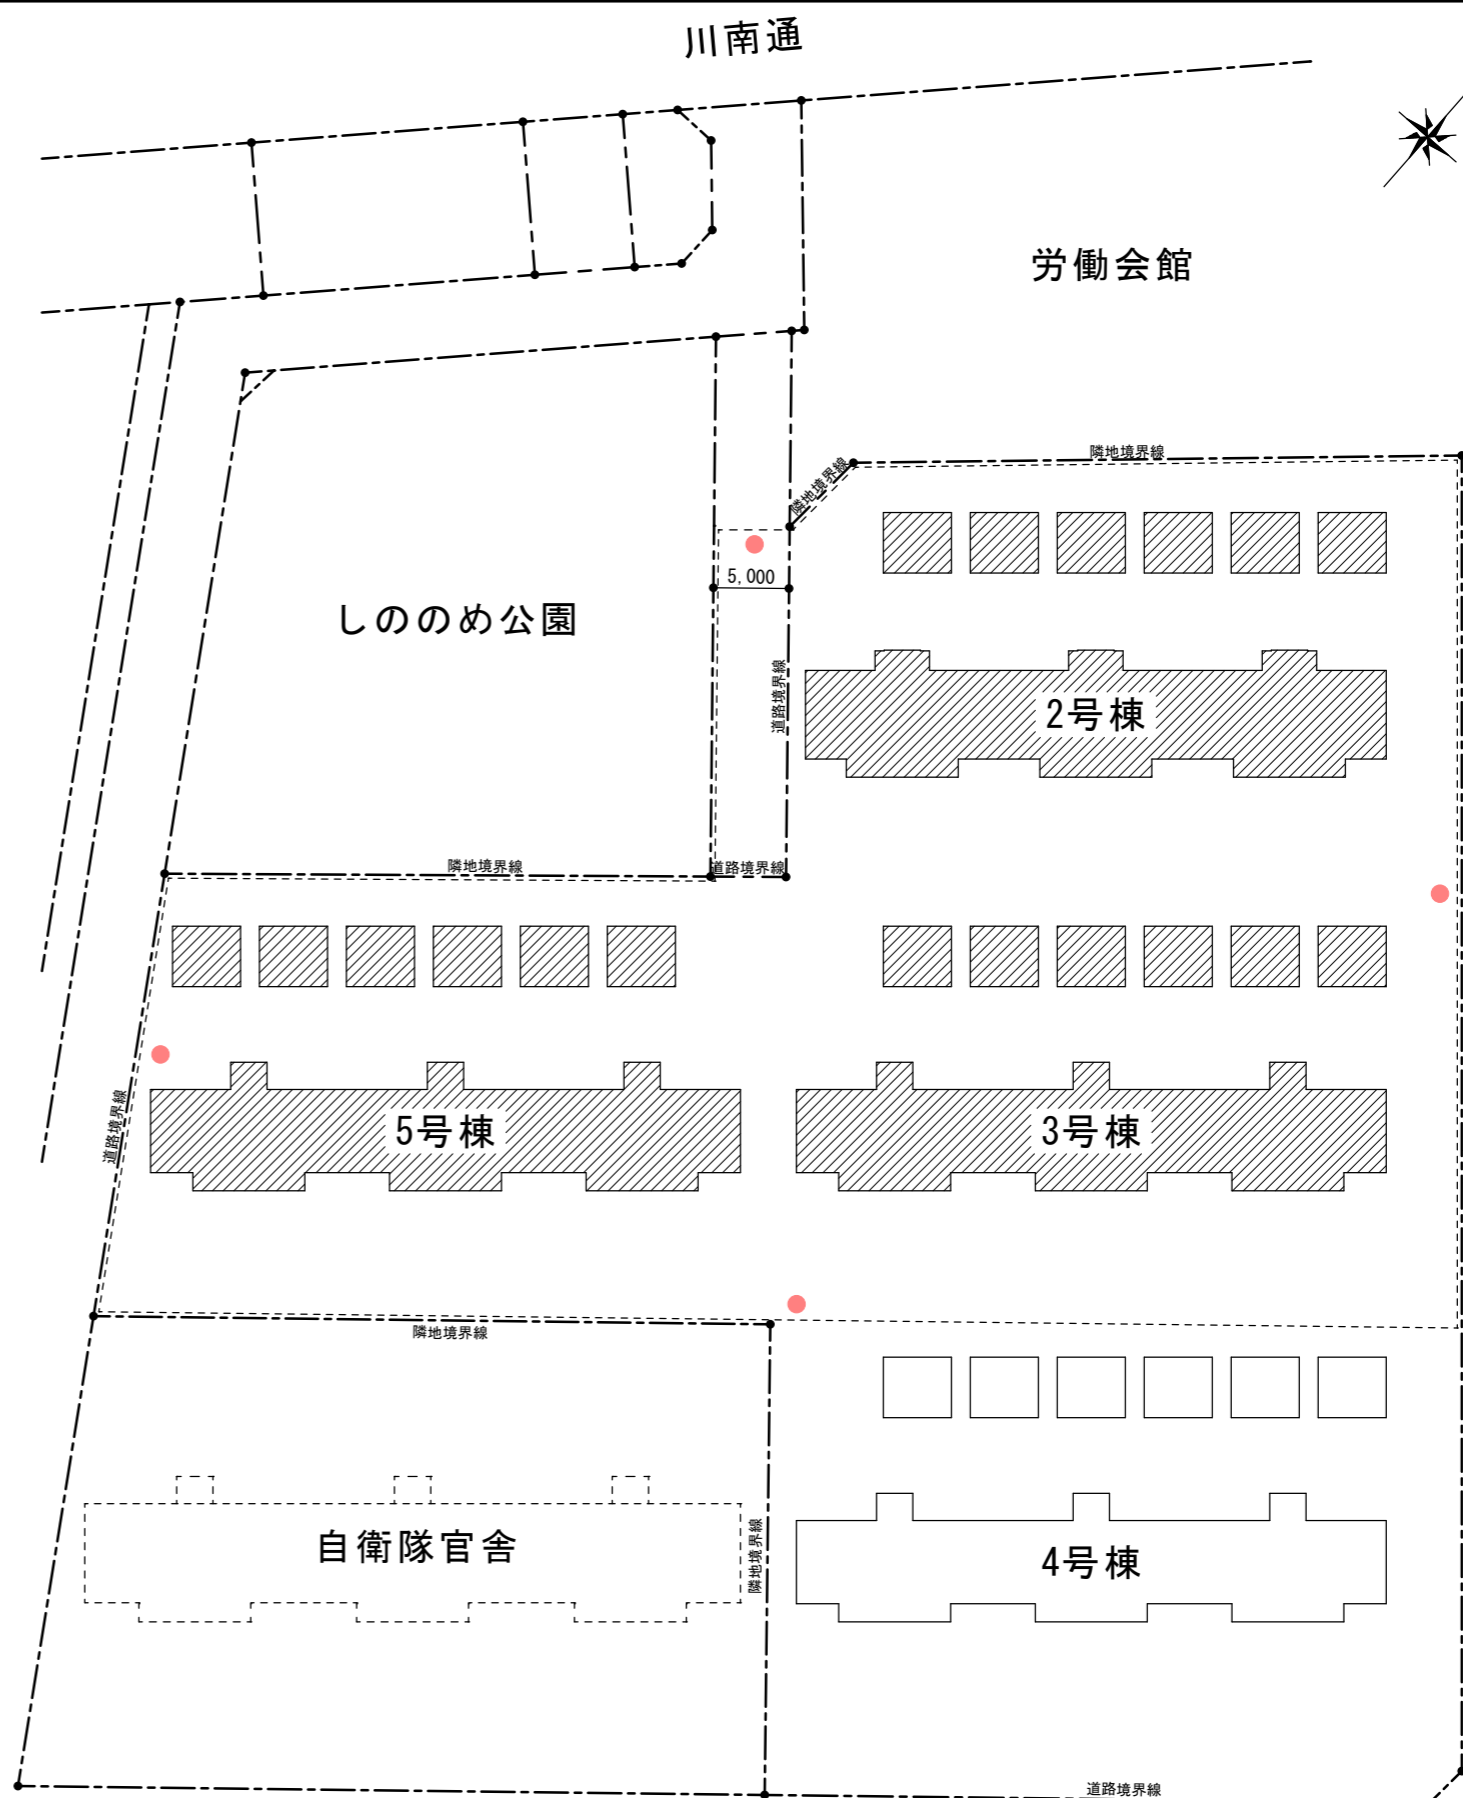 川南通
労働会館
隣地境界線
隣地境界線
5,000
しののめ公園
道路境界線
2号棟
隣地境界線
道路境界線
道路境界線
5号棟
3号棟
隣地境界線
自衛隊官舎
隣地境界線
4号棟
道路境界線